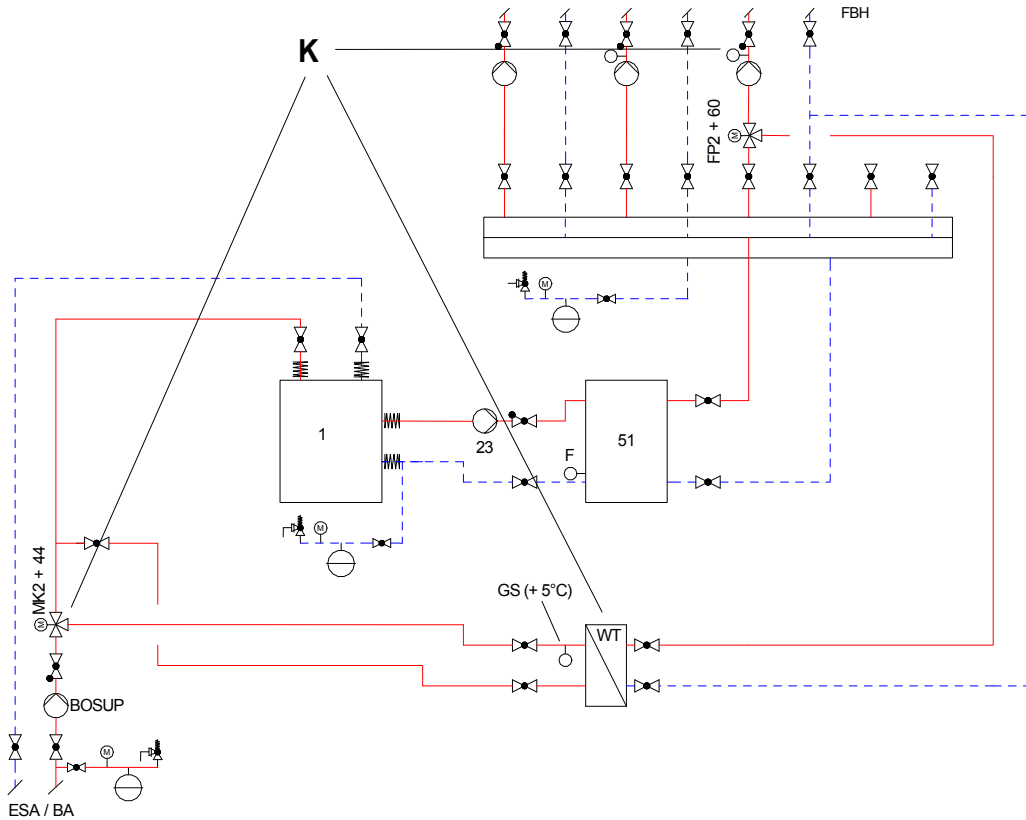 FBH
K
FP2 + 60
M
M
1
23
51
F
M
MK2 + 44
M
GS (+ 5°C)
WT
BOSUP
M
ESA / BA